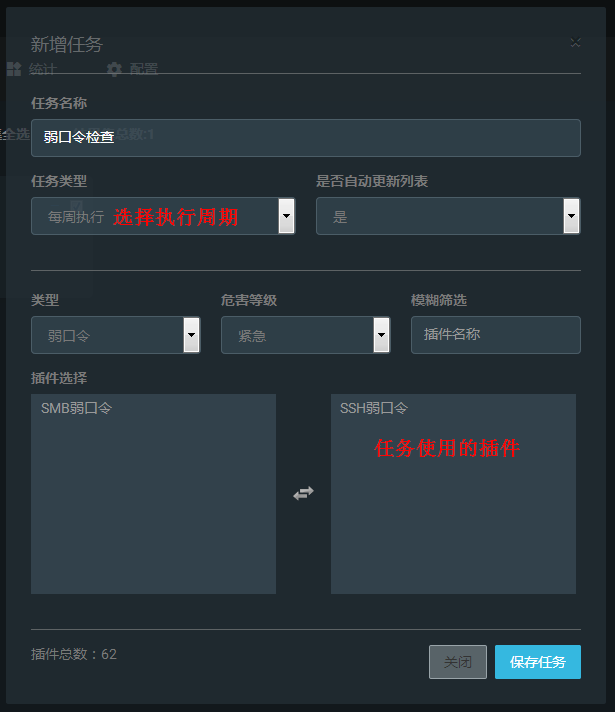 新增任务
×
统计 配置
任务名称
全选 总数:1
弱口令检查
任务类型 是否自动更新列表
每周执行 选择执行周期 是
类型 危害等级 模糊筛选
弱口令 紧急 插件名称
插件选择
SMB弱口令 SSH弱口令
任务使用的插件
插件总数：62
关闭 保存任务